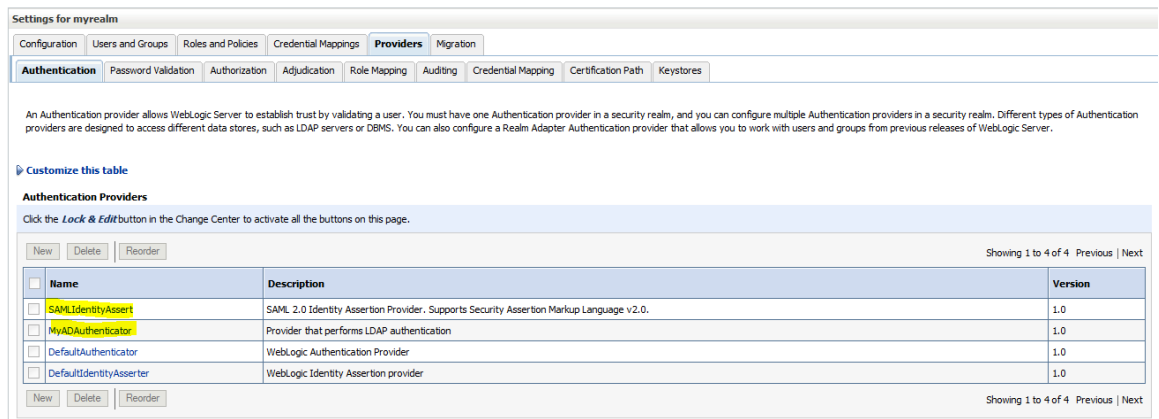 Settings for myrealm
Configuration Users and Groups Roles and Policies Credential Mappings Providers Migration
Authentication Password Validation Authorization Adjudication Role Mapping Auditing Credential Mapping Certification Path Keystores
An Authentication provider allows WebLogic Server to establish trust by validating a user. You must have one Authentication provider in a security realm, and you can configure multiple Authentication providers in a security realm. Different types of Authentication
providers are designed to access different data stores, such as LDAP servers or DBMS. You can also configure a Realm Adapter Authentication provider that allows you to work with users and groups from previous releases of WebLogic Server.
Customize this table
Authentication Providers
Click the Lock & Edit button in the Change Center to activate all the buttons on this page.
New Delete Reorder Showing 1 to 4 of 4 Previous | Next
Name Description Version
SAMLIdentityAssert SAML 2.0 Identity Assertion Provider. Supports Security Assertion Markup Language v2.0. 1.0
MyADAuthenticator Provider that performs LDAP authentication 1.0
DefaultAuthenticator WebLogic Authentication Provider 1.0
DefaultIdentityAsserter WebLogic Identity Assertion provider 1.0
New Delete Reorder Showing 1 to 4 of 4 Previous | Next